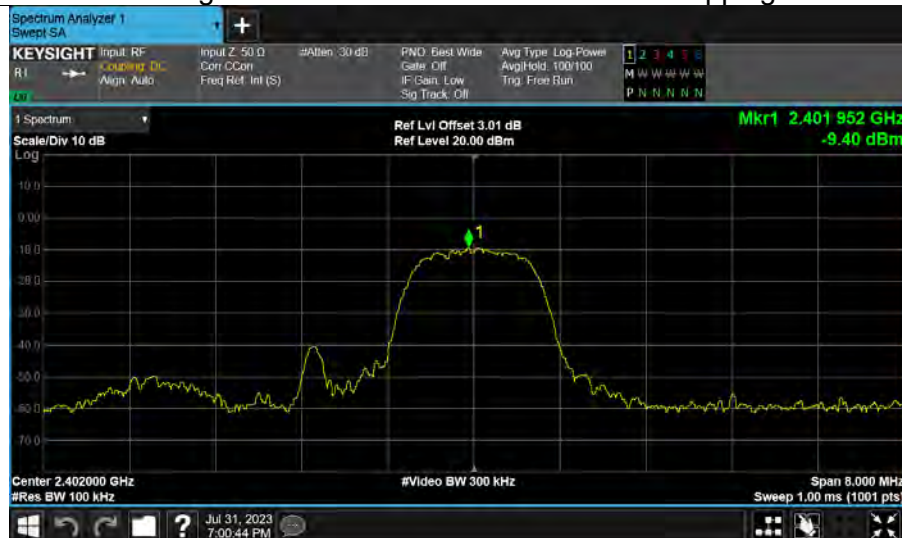 Spectrum Analyzer 1
Swept SA
+
KEYSIGHT Input: RF
Coupling: DC
Align: Auto
Input Z: 50 Ω
Corr CCorr
Freq Ref: Int (S)
#Atten: 30 dB
PNO: Best Wide
Gate: Off
IF Gain: Low
Sig Track: Off
Avg Type: Log-Power
Avg|Hold: 100/100
Trig: Free Run
1 2 3 4 5 6
M W W W W W
P N N N N N
1 Spectrum
Scale/Div 10 dB
Log
Ref Lvl Offset 3.01 dB
Ref Level 20.00 dBm
Mkr1 2.401 952 GHz
-9.40 dBm
10.0
0.00
-10.0
-20.0
-30.0
-40.0
-50.0
-60.0
-70.0
1
Center 2.402000 GHz
#Res BW 100 kHz
#Video BW 300 kHz
Span 8.000 MHz
Sweep 1.00 ms (1001 pts)
?
Jul 31, 2023
7:00:44 PM